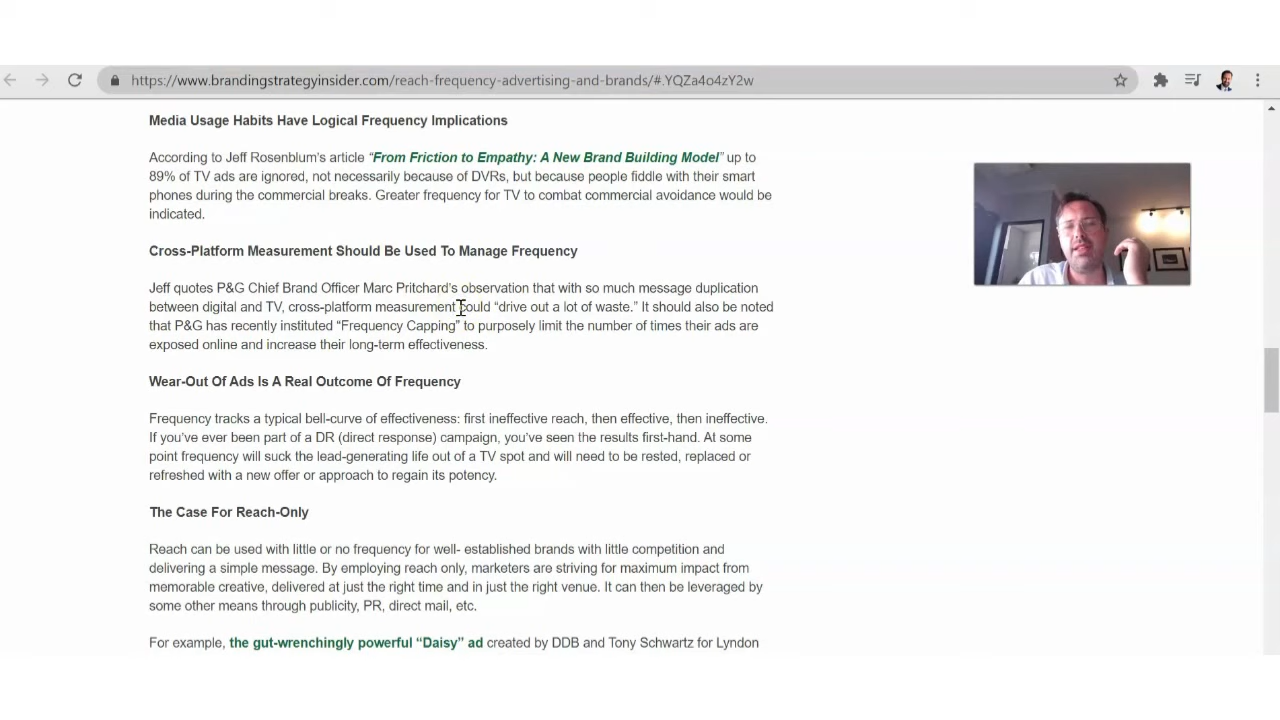 https://www.brandingstrategyinsider.com/reach-frequency-advertising-and-brands/#.YQZa4o4zY2w
Media Usage Habits Have Logical Frequency Implications
According to Jeff Rosenblum's article “From Friction to Empathy: A New Brand Building Model” up to
89% of TV ads are ignored, not necessarily because of DVRs, but because people fiddle with their smart
phones during the commercial breaks. Greater frequency for TV to combat commercial avoidance would be
indicated.
Cross-Platform Measurement Should Be Used To Manage Frequency
Jeff quotes P&G Chief Brand Officer Marc Pritchard's observation that with so much message duplication
between digital and TV, cross-platform measurement could “drive out a lot of waste.” It should also be noted
that P&G has recently instituted “Frequency Capping” to purposely limit the number of times their ads are
exposed online and increase their long-term effectiveness.
Wear-Out Of Ads Is A Real Outcome Of Frequency
Frequency tracks a typical bell-curve of effectiveness: first ineffective reach, then effective, then ineffective.
If you've ever been part of a DR (direct response) campaign, you've seen the results first-hand. At some
point frequency will suck the lead-generating life out of a TV spot and will need to be rested, replaced or
refreshed with a new offer or approach to regain its potency.
The Case For Reach-Only
Reach can be used with little or no frequency for well- established brands with little competition and
delivering a simple message. By employing reach only, marketers are striving for maximum impact from
memorable creative, delivered at just the right time and in just the right venue. It can then be leveraged by
some other means through publicity, PR, direct mail, etc.
For example, the gut-wrenchingly powerful “Daisy” ad created by DDB and Tony Schwartz for Lyndon